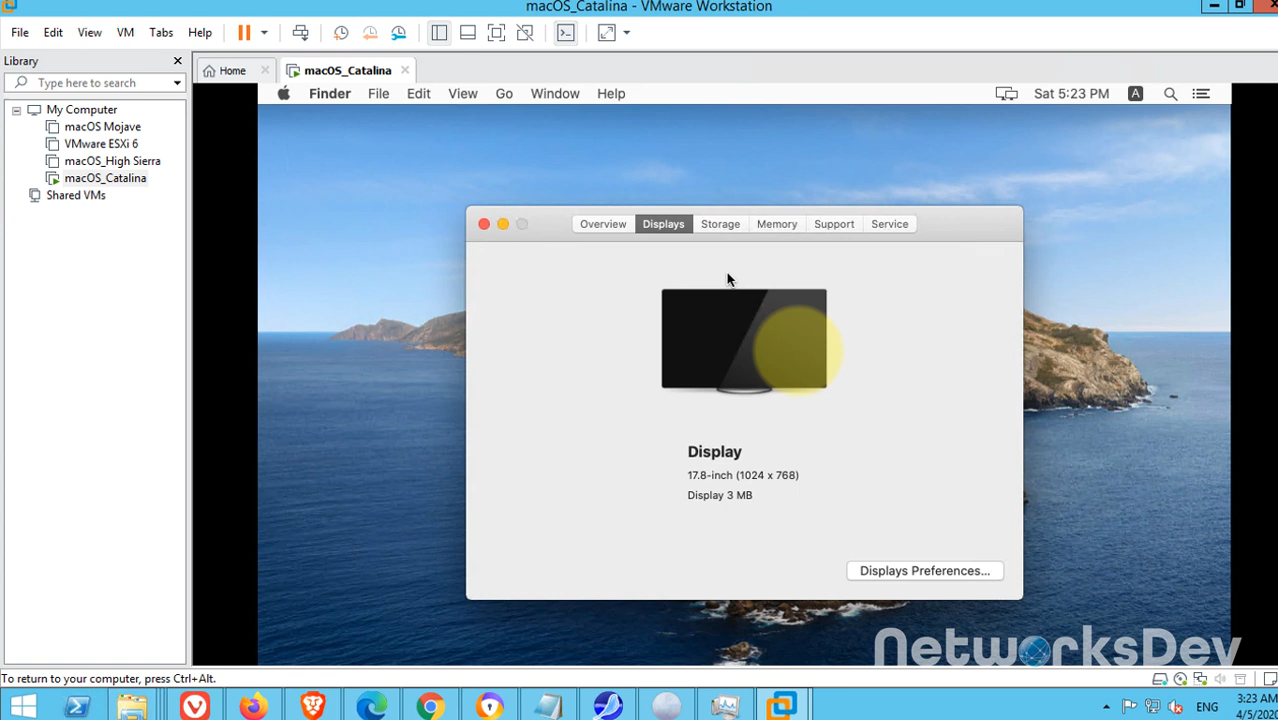 macOS_Catalina - VMware Workstation
File Edit View VM Tabs Help
Library
Type here to search
My Computer
macOS Mojave
VMware ESXi 6
macOS_High Sierra
macOS_Catalina
Shared VMs
Home
macOS_Catalina
Finder File Edit View Go Window Help
Sat 5:23 PM A
Overview Displays Storage Memory Support Service
Display
17.8-inch (1024 x 768)
Display 3 MB
Displays Preferences...
NetworksDev
To return to your computer, press Ctrl+Alt.
ENG
3:23 AM
4/5/2020